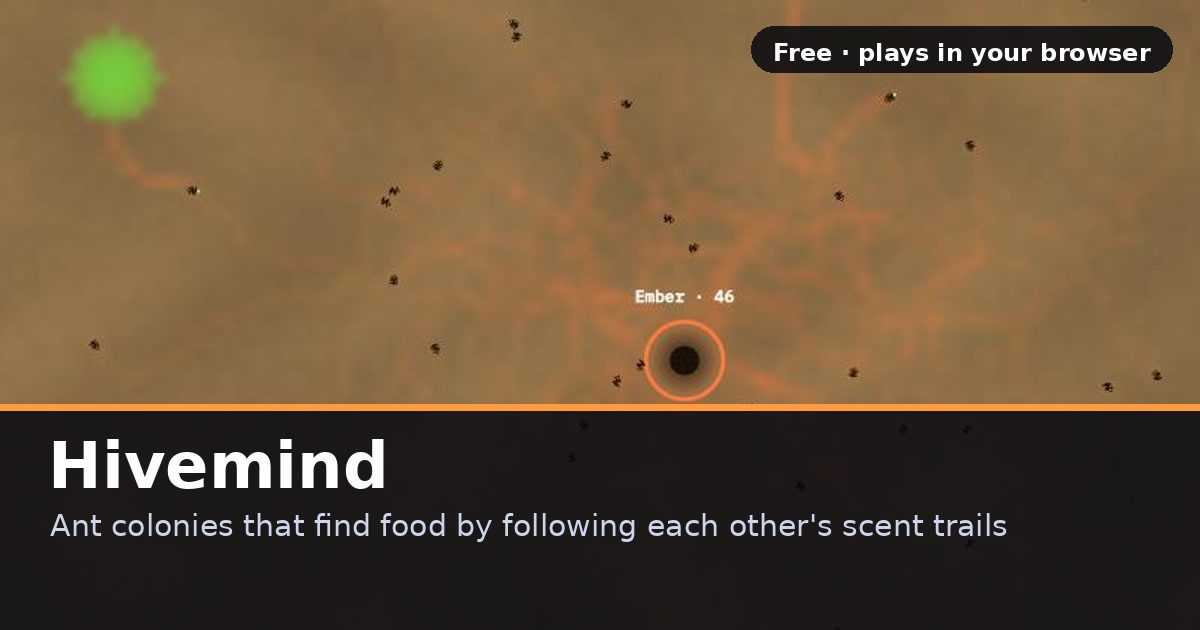 Free · plays in your browser
Ember · 46
Hivemind
Ant colonies that find food by following each other's scent trails